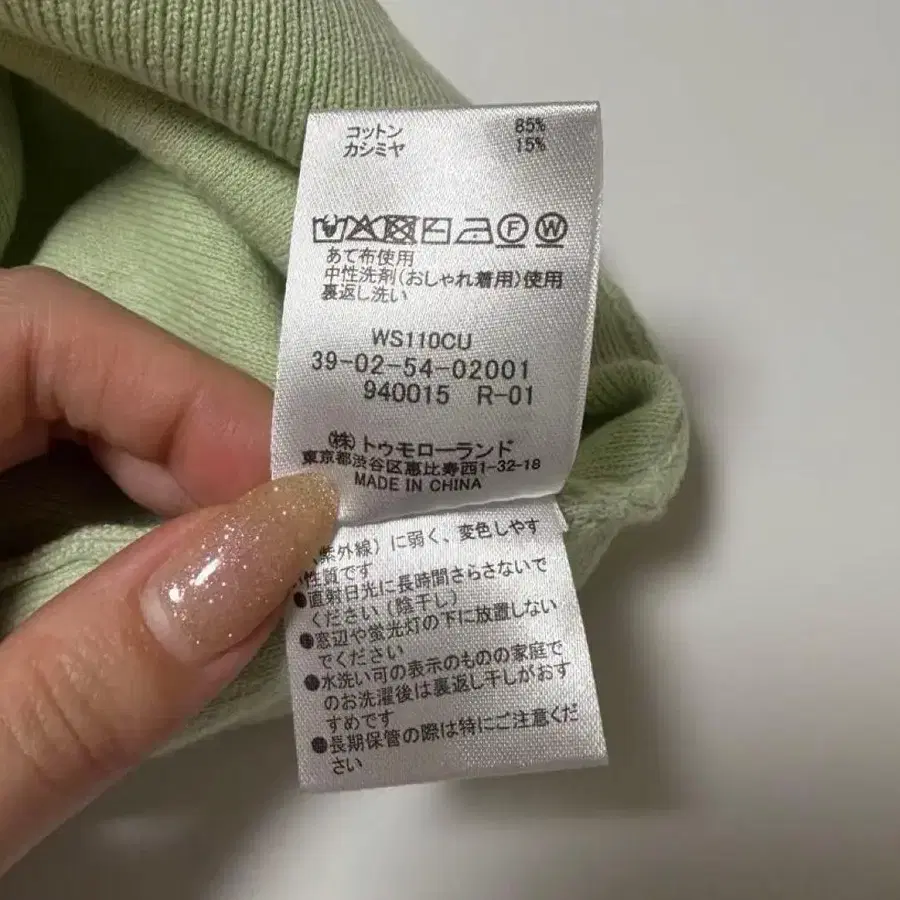 コットン 85%
カシミヤ 15%
F W
あて布使用
中性洗剤(おしゃれ着用)使用
裏返し洗い
WS110CU
39-02-54-02001
940015 R-01
(株)トゥモローランド
東京都渋谷区恵比寿西1-32-18
MADE IN CHINA
紫外線)に弱く、変色しやす
い性質です
●直射日光に長時間さらさないで
ください(陰干し)
●窓辺や蛍光灯の下に放置しない
でください
●水洗い可の表示のものの家庭で
のお洗濯後は裏返し干しがおす
すめです
●長期保管の際は特にご注意くだ
さい